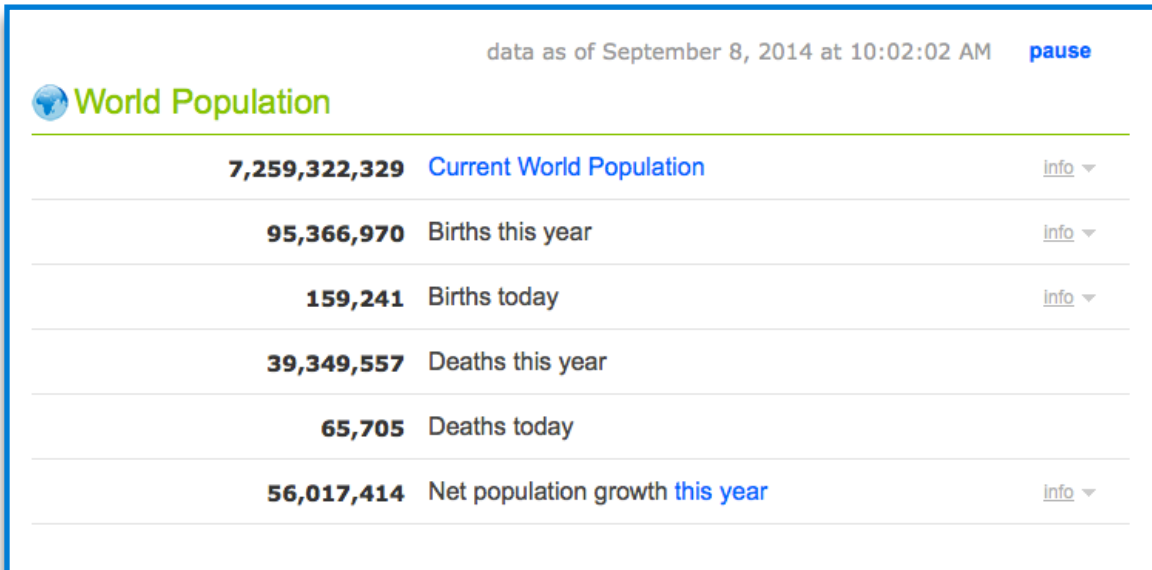 data as of September 8, 2014 at 10:02:02 AM pause
World Population
7,259,322,329 Current World Population info
95,366,970 Births this year info
159,241 Births today info
39,349,557 Deaths this year
65,705 Deaths today
56,017,414 Net population growth this year info